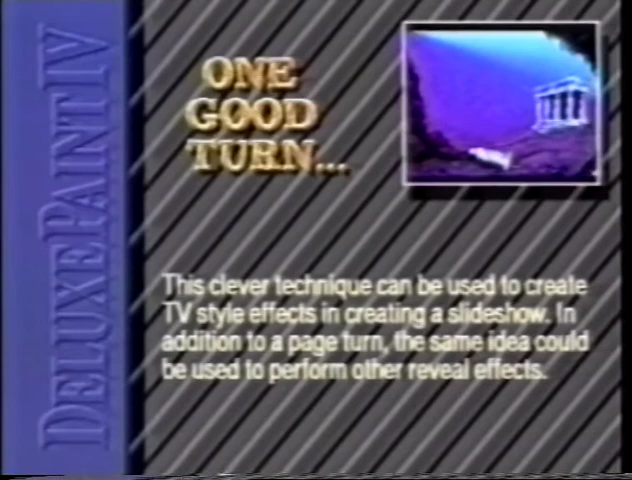 DELUXEPAINT IV
ONE
GOOD
TURN...
This clever technique can be used to create
TV style effects in creating a slideshow. In
addition to a page turn, the same idea could
be used to perform other reveal effects.